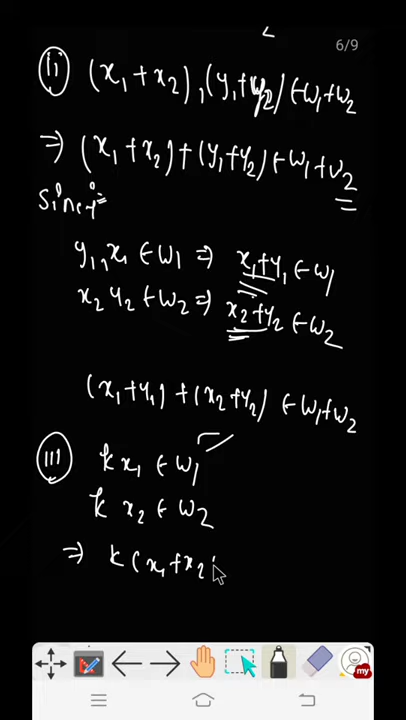 6/9
(ii) (x₁+x₂), (y₁+y₂) ∈ W₁+W₂
⇒ (x₁+x₂)+(y₁+y₂) ∈ W₁+W₂
Since
y₁, x₁ ∈ W₁ ⇒ x₁+y₁ ∈ W₁
x₂ y₂ ∈ W₂ ⇒ x₂+y₂ ∈ W₂
(x₁+y₁)+(x₂+y₂) ∈ W₁+W₂
(iii) k x₁ ∈ W₁
k x₂ ∈ W₂
⇒ k(x₁+x₂)
my